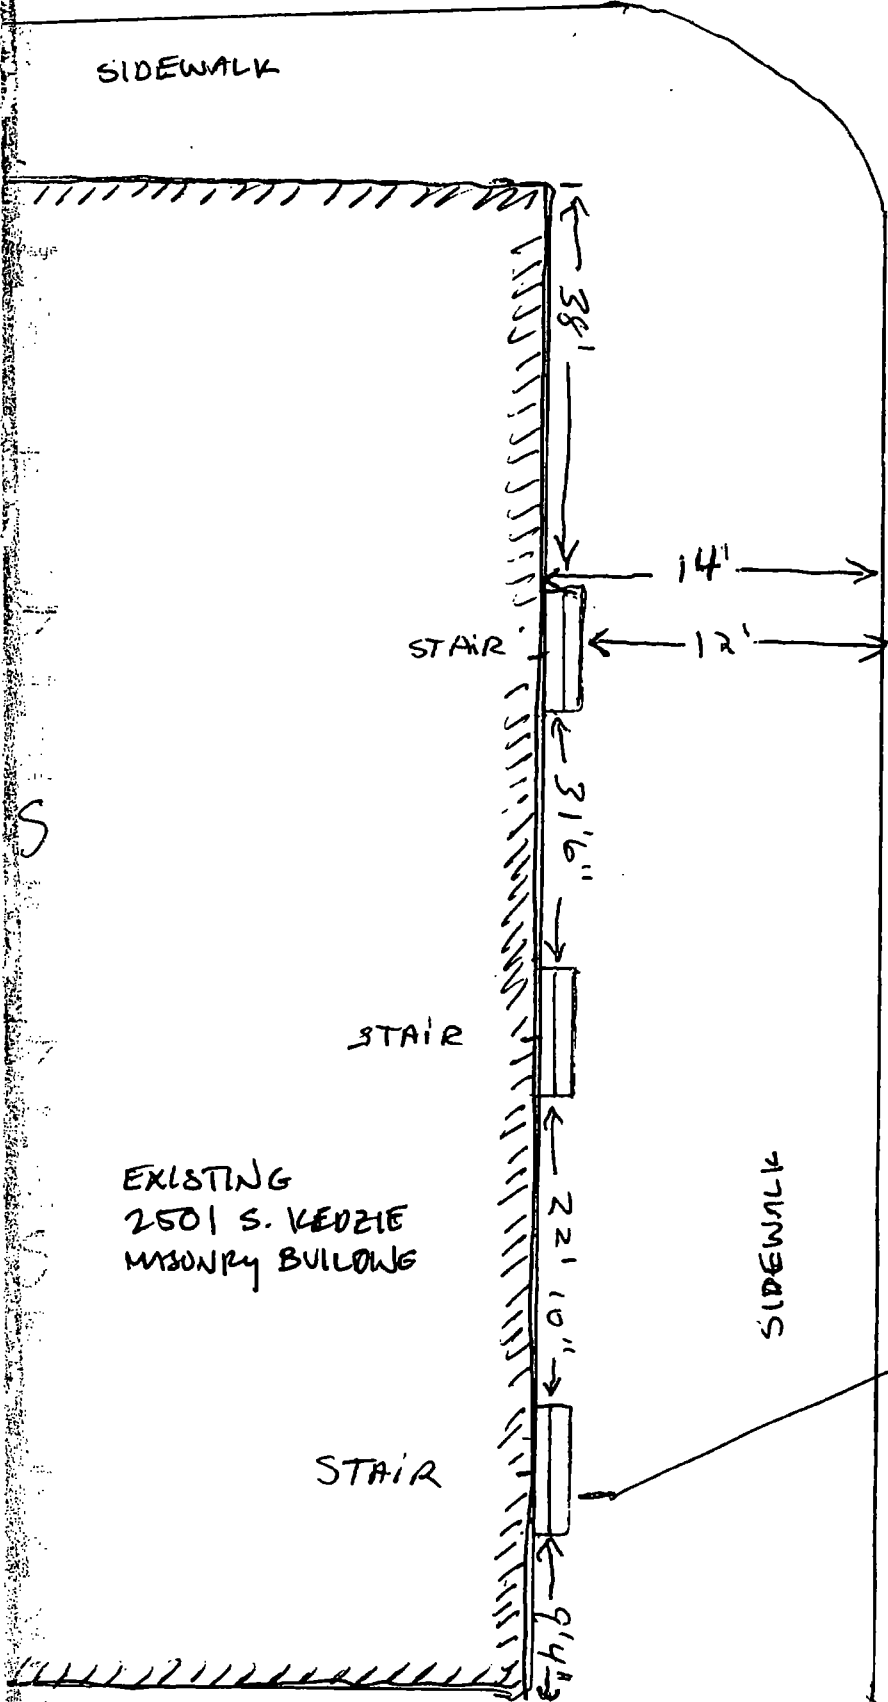 SIDEWALK
38'
14'
STAIR
12'
31'6"
STAIR
EXISTING
2501 S. KEDZIE
MASONRY BUILDING
22' 10"
SIDEWALK
STAIR
9'4"
S